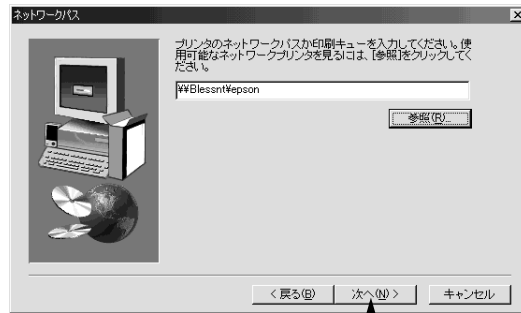 ネットワークパス
プリンタのネットワークパスか印刷キューを入力してください。使
用可能なネットワークプリンタを見るには、[参照]をクリックしてく
ださい。
¥¥Blessnt¥epson
参照(R)...
< 戻る(B)
次へ(N) >
キャンセル